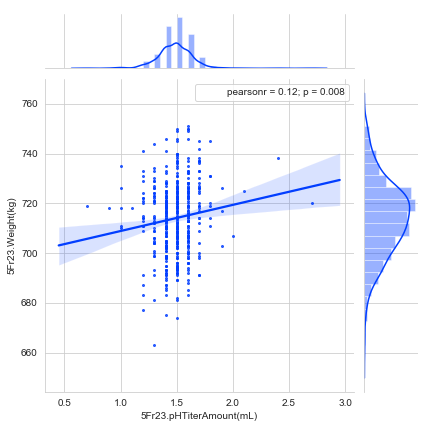 pearsonr = 0.12; p = 0.008
760
740
720
700
680
660
5Fr23.Weight(kg)
0.5 1.0 1.5 2.0 2.5 3.0
5Fr23.pHTiterAmount(mL)